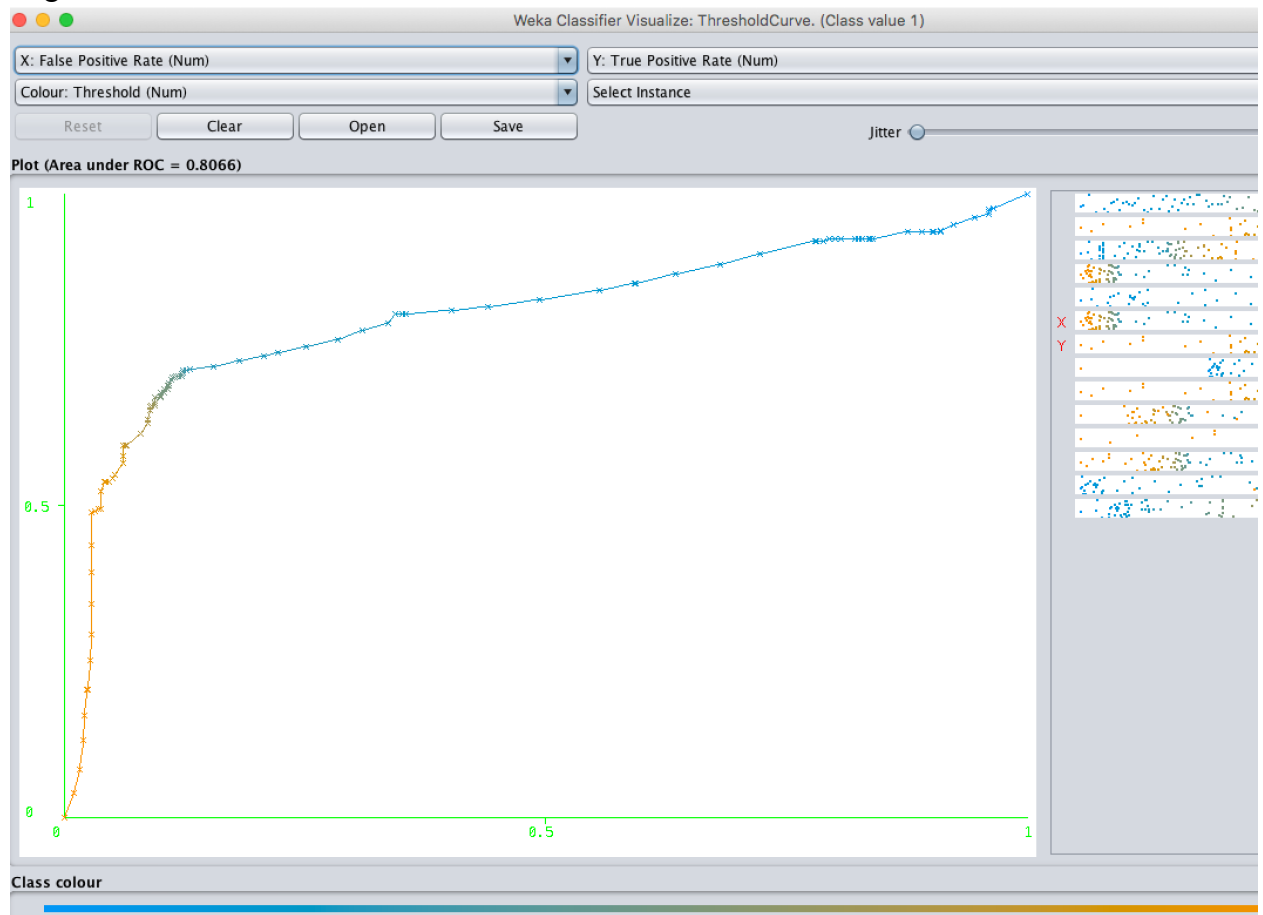 Weka Classifier Visualize: ThresholdCurve. (Class value 1)
X: False Positive Rate (Num)
Y: True Positive Rate (Num)
Colour: Threshold (Num)
Select Instance
Reset
Clear
Open
Save
Jitter
Plot (Area under ROC = 0.8066)
1
0.5
0
0
0.5
1
X
Y
Class colour